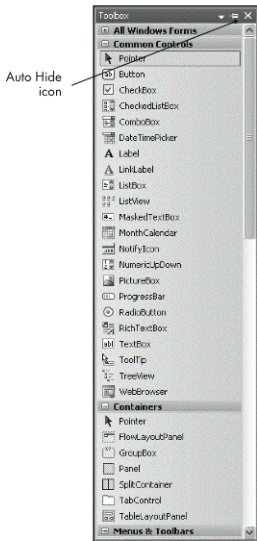 Toolbox
All Windows Forms
Common Controls
Auto Hide
icon
Pointer
Button
CheckBox
CheckedListBox
ComboBox
DateTimePicker
Label
LinkLabel
ListBox
ListView
MaskedTextBox
MonthCalendar
NotifyIcon
NumericUpDown
PictureBox
ProgressBar
RadioButton
RichTextBox
TextBox
ToolTip
TreeView
WebBrowser
Containers
Pointer
FlowLayoutPanel
GroupBox
Panel
SplitContainer
TabControl
TableLayoutPanel
Menus & Toolbars